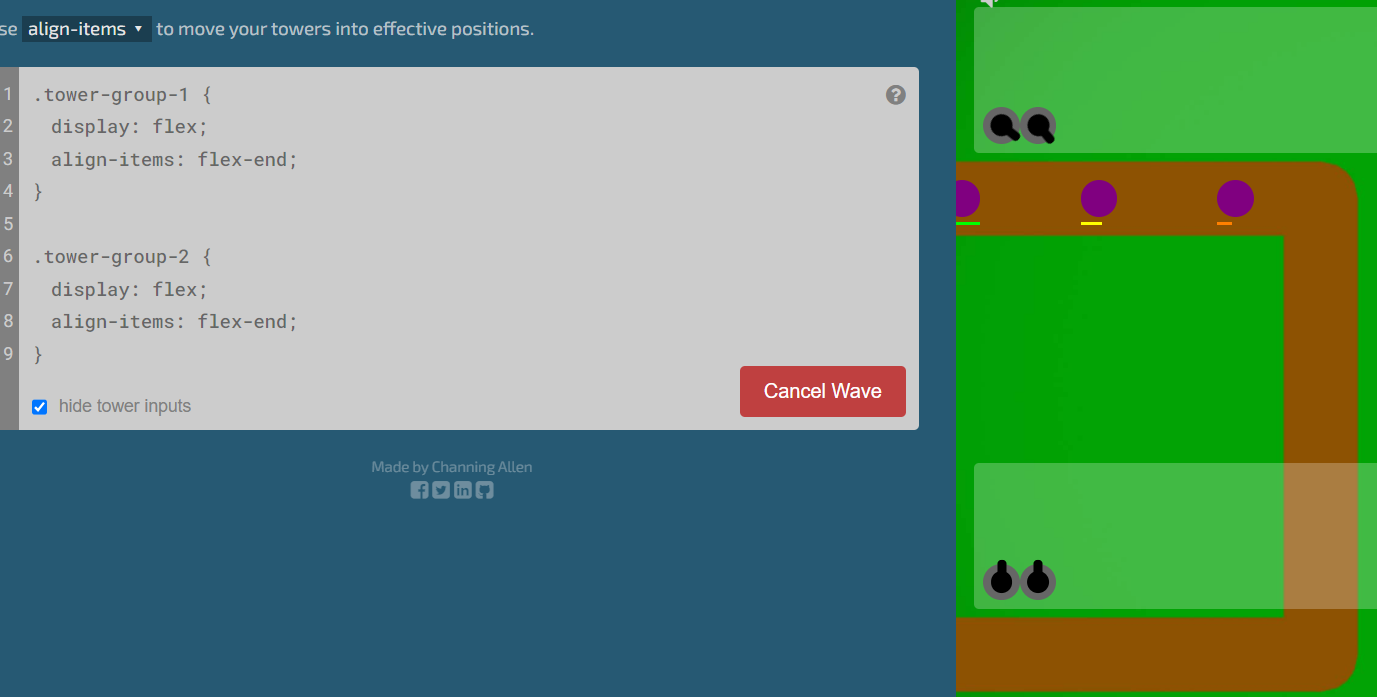 se align-items ▾ to move your towers into effective positions.
1 .tower-group-1 {
2 display: flex;
3 align-items: flex-end;
4 }
5
6 .tower-group-2 {
7 display: flex;
8 align-items: flex-end;
9 }
?
hide tower inputs
Cancel Wave
Made by Channing Allen